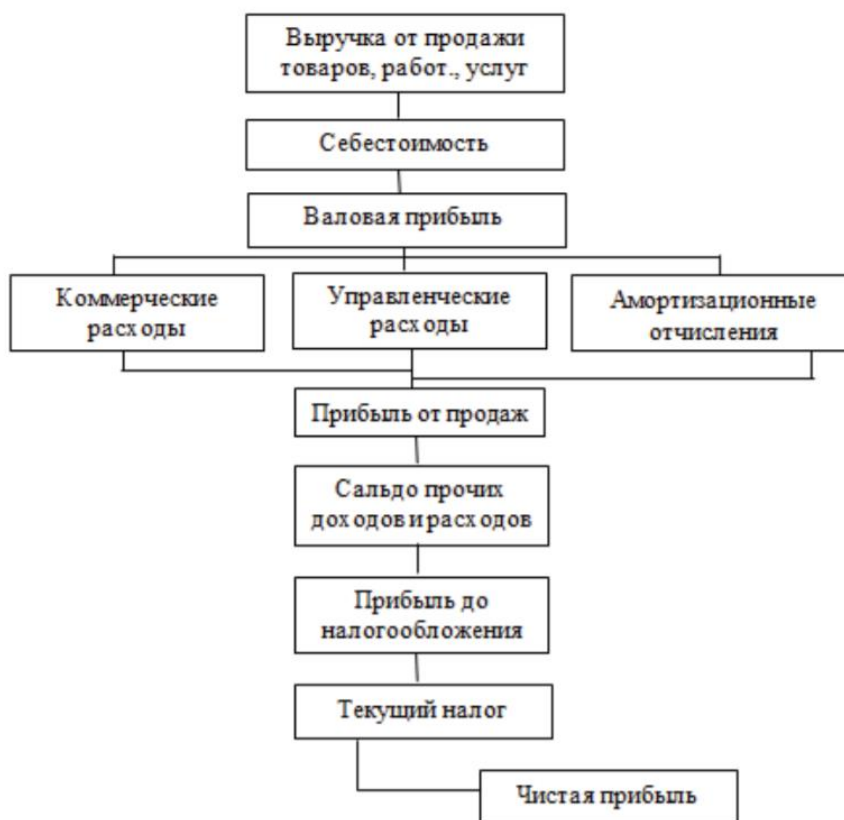 Выручка от продажи
товаров, работ., услуг
Себестоимость
Валовая прибыль
Коммерческие
расходы
Управленческие
расходы
Амортизационные
отчисления
Прибыль от продаж
Сальдо прочих
доходов и расходов
Прибыль до
налогообложения
Текущий налог
Чистая прибыль